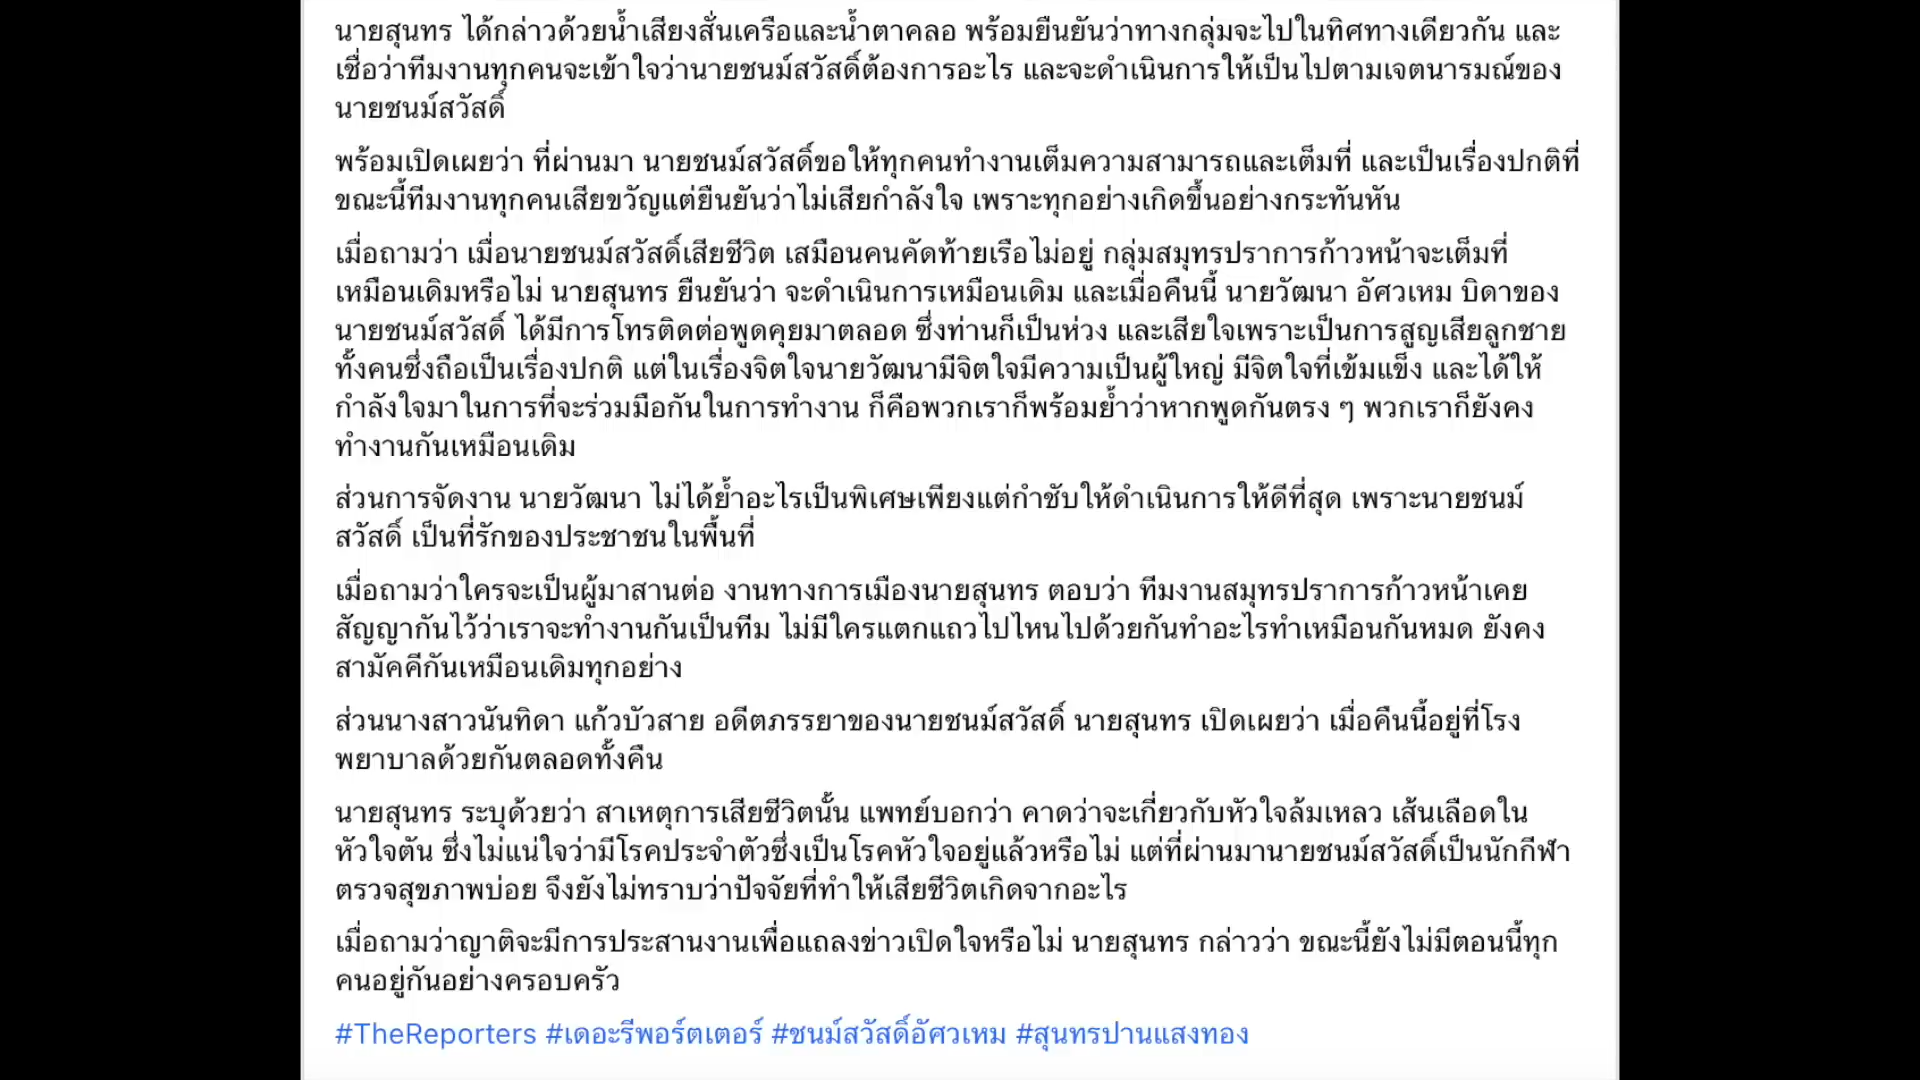 นายสุนทร ได้กล่าวด้วยน้ำเสียงสั่นเครือและน้ำตาคลอ พร้อมยืนยันว่าทางกลุ่มจะไปในทิศทางเดียวกัน และ
เชื่อว่าทีมงานทุกคนจะเข้าใจว่านายชนม์สวัสดิ์ต้องการอะไร และจะดำเนินการให้เป็นไปตามเจตนารมณ์ของ
นายชนม์สวัสดิ์
พร้อมเปิดเผยว่า ที่ผ่านมา นายชนม์สวัสดิ์ขอให้ทุกคนทำงานเต็มความสามารถและเต็มที่ และเป็นเรื่องปกติที่
ขณะนี้ทีมงานทุกคนเสียขวัญแต่ยืนยันว่าไม่เสียกำลังใจ เพราะทุกอย่างเกิดขึ้นอย่างกระทันหัน
เมื่อถามว่า เมื่อนายชนม์สวัสดิ์เสียชีวิต เสมือนคนคัดท้ายเรือไม่อยู่ กลุ่มสมุทรปราการก้าวหน้าจะเต็มที่
เหมือนเดิมหรือไม่ นายสุนทร ยืนยันว่า จะดำเนินการเหมือนเดิม และเมื่อคืนนี้ นายวัฒนา อัศวเหม บิดาของ
นายชนม์สวัสดิ์ ได้มีการโทรติดต่อพูดคุยมาตลอด ซึ่งท่านก็เป็นห่วง และเสียใจเพราะเป็นการสูญเสียลูกชาย
ทั้งคนซึ่งถือเป็นเรื่องปกติ แต่ในเรื่องจิตใจนายวัฒนามีจิตใจมีความเป็นผู้ใหญ่ มีจิตใจที่เข้มแข็ง และได้ให้
กำลังใจมาในการที่จะร่วมมือกันในการทำงาน ก็คือพวกเราก็พร้อมย้ำว่าหากพูดกันตรง ๆ พวกเราก็ยังคง
ทำงานกันเหมือนเดิม
ส่วนการจัดงาน นายวัฒนา ไม่ได้ย้ำอะไรเป็นพิเศษเพียงแต่กำชับให้ดำเนินการให้ดีที่สุด เพราะนายชนม์
สวัสดิ์ เป็นที่รักของประชาชนในพื้นที่
เมื่อถามว่าใครจะเป็นผู้มาสานต่อ งานทางการเมืองนายสุนทร ตอบว่า ทีมงานสมุทรปราการก้าวหน้าเคย
สัญญากันไว้ว่าเราจะทำงานกันเป็นทีม ไม่มีใครแตกแถวไปไหนไปด้วยกันทำอะไรทำเหมือนกันหมด ยังคง
สามัคคีกันเหมือนเดิมทุกอย่าง
ส่วนนางสาวนันทิดา แก้วบัวสาย อดีตภรรยาของนายชนม์สวัสดิ์ นายสุนทร เปิดเผยว่า เมื่อคืนนี้อยู่ที่โรง
พยาบาลด้วยกันตลอดทั้งคืน
นายสุนทร ระบุด้วยว่า สาเหตุการเสียชีวิตนั้น แพทย์บอกว่า คาดว่าจะเกี่ยวกับหัวใจล้มเหลว เส้นเลือดใน
หัวใจตัน ซึ่งไม่แน่ใจว่ามีโรคประจำตัวซึ่งเป็นโรคหัวใจอยู่แล้วหรือไม่ แต่ที่ผ่านมานายชนม์สวัสดิ์เป็นนักกีฬา
ตรวจสุขภาพบ่อย จึงยังไม่ทราบว่าปัจจัยที่ทำให้เสียชีวิตเกิดจากอะไร
เมื่อถามว่าญาติจะมีการประสานงานเพื่อแถลงข่าวเปิดใจหรือไม่ นายสุนทร กล่าวว่า ขณะนี้ยังไม่มีตอนนี้ทุก
คนอยู่กันอย่างครอบครัว
#TheReporters #เดอะรีพอร์ตเตอร์ #ชนม์สวัสดิ์อัศวเหม #สุนทรปานแสงทอง